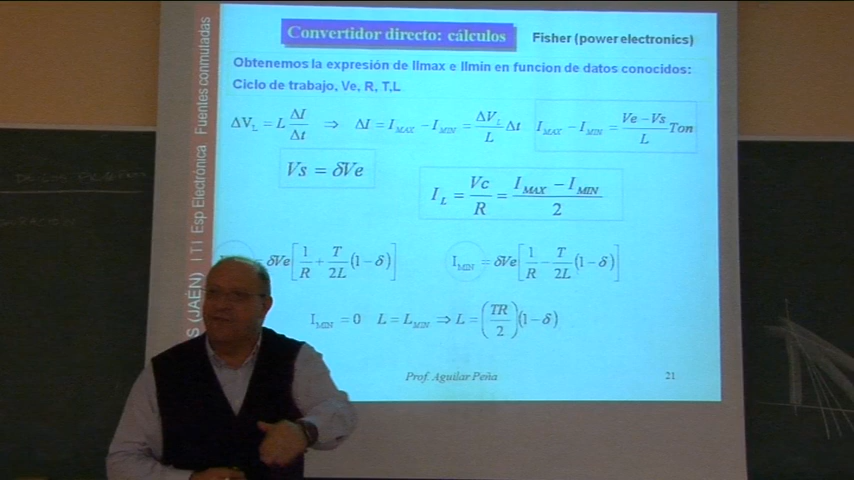 Convertidor directo: cálculos
Fisher (power electronics)
Fuentes conmutadas
ITI Esp Electrónica
S (JAÉN)
Obtenemos la expresión de IImax e IImin en funcion de datos conocidos:
Ciclo de trabajo, Ve, R, T,L
ΔV_L = L ΔI/Δt ⇒ ΔI = I_MAX − I_MIN = ΔV_L/L Δt
I_MAX − I_MIN = (Ve − Vs)/L Ton
Vs = δVe
I_L = Vc/R = (I_MAX − I_MIN)/2
= δVe[1/R + T/2L (1−δ)]
I_MIN = δVe[1/R − T/2L (1−δ)]
I_MIN = 0 L = L_MIN ⇒ L = (TR/2)(1−δ)
Prof. Aguilar Peña
21